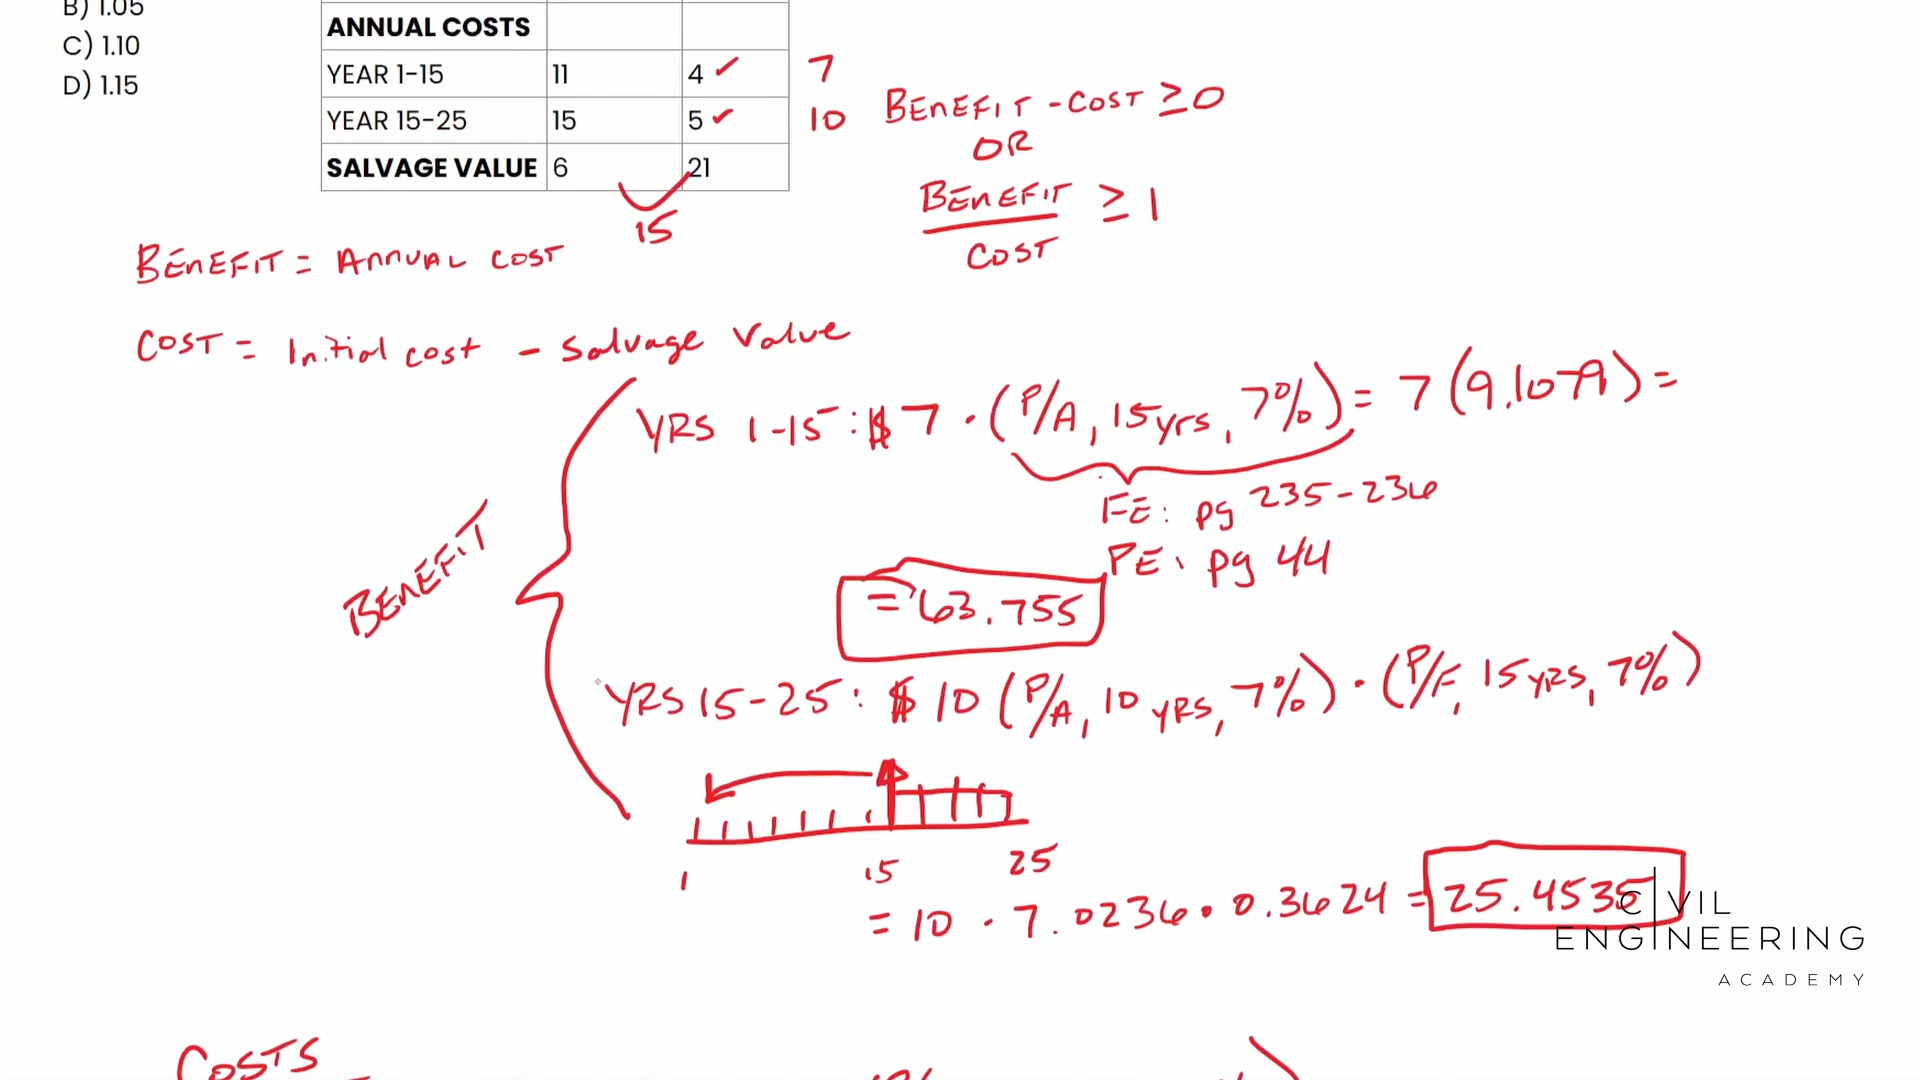 B) 1.05
C) 1.10
D) 1.15
ANNUAL COSTS
YEAR 1-15 11 4 ✓ 7
YEAR 15-25 15 5 ✓ 10
SALVAGE VALUE 6 21
15
BENEFIT - COST ≥ 0
OR
BENEFIT / COST ≥ 1
BENEFIT = ANNUAL COST
COST = Initial cost - Salvage Value
BENEFIT
YRS 1-15: $7 · (P/A, 15yrs, 7%) = 7(9.1079) =
FE: pg 235-236
PE: pg 44
= 63.755
YRS 15-25: $10 (P/A, 10 YRS, 7%) · (P/F, 15 YRS, 7%)
1 15 25
= 10 · 7.0236 · 0.3624 = 25.4535
CIVIL
ENGINEERING
ACADEMY
COSTS